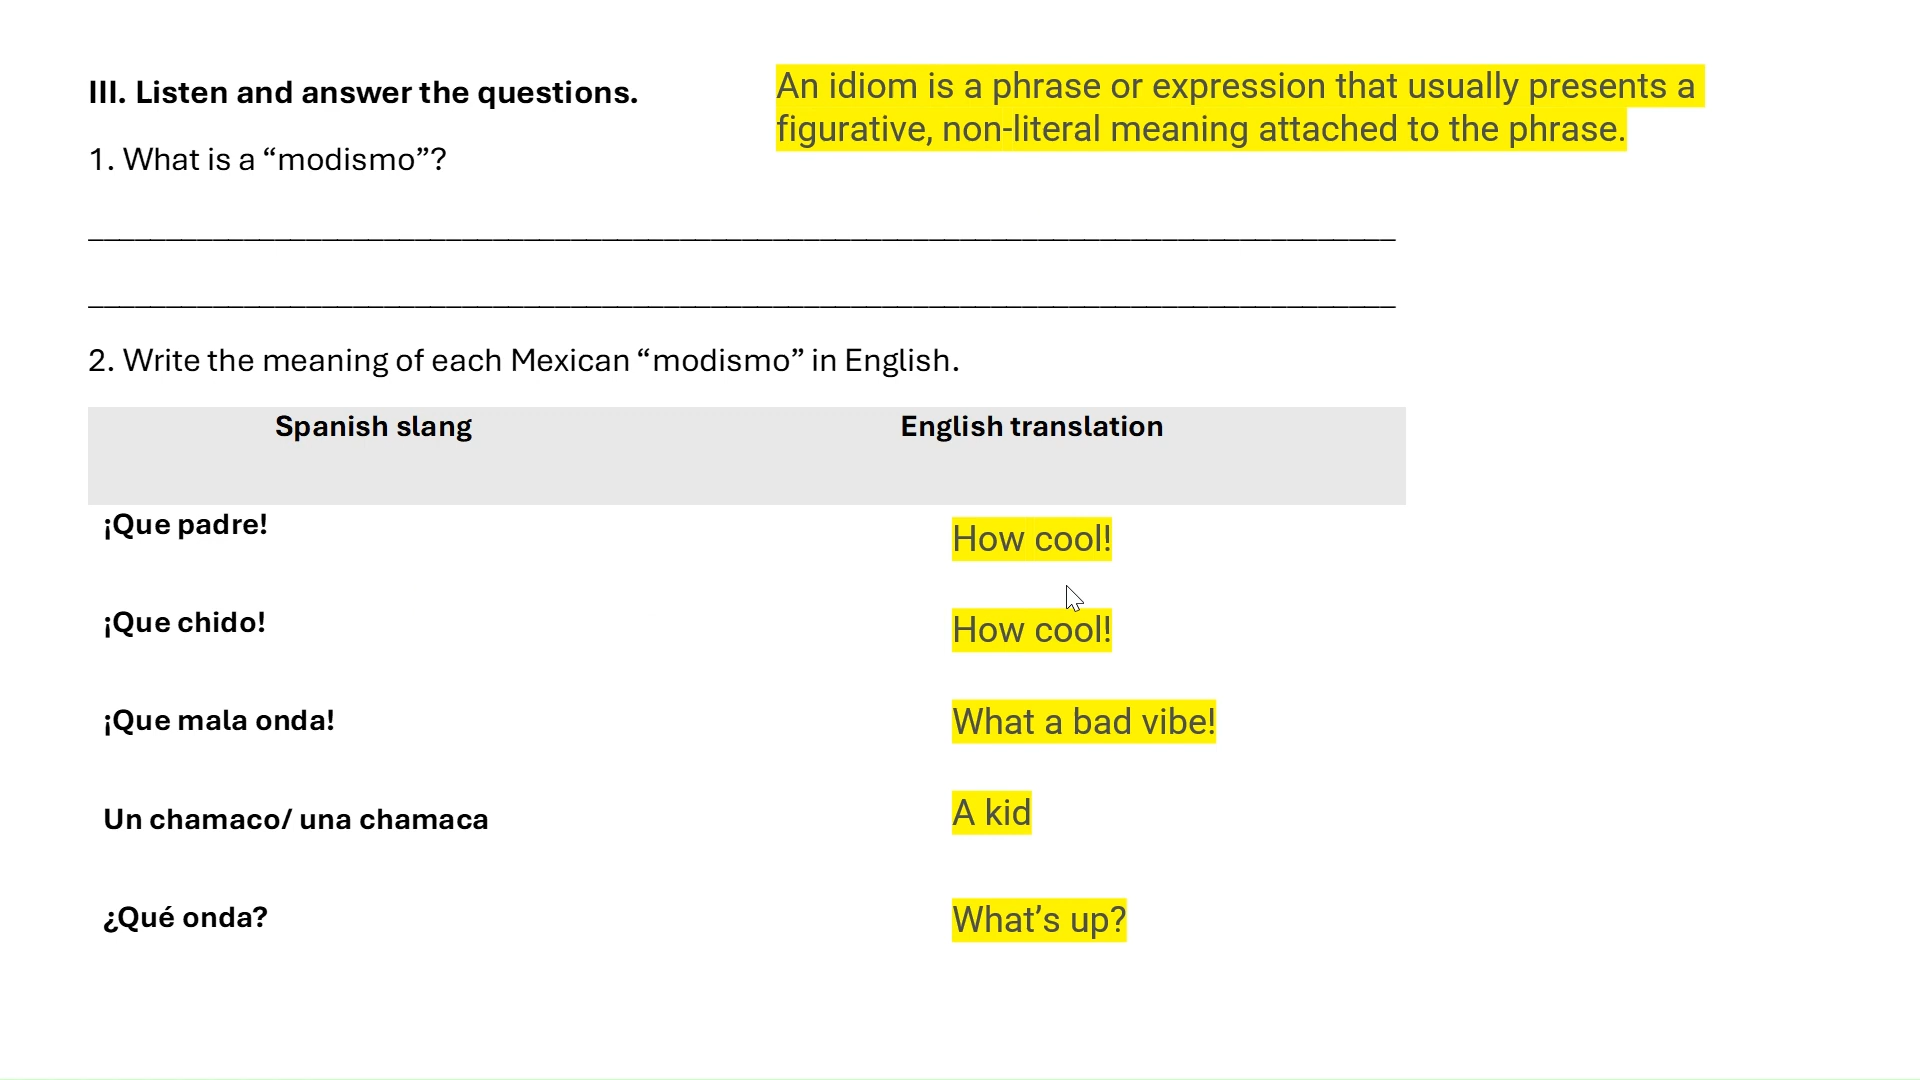 III. Listen and answer the questions.
An idiom is a phrase or expression that usually presents a
figurative, non-literal meaning attached to the phrase.
1. What is a “modismo”?
2. Write the meaning of each Mexican “modismo” in English.
Spanish slang English translation
¡Que padre! How cool!
¡Que chido! How cool!
¡Que mala onda! What a bad vibe!
Un chamaco/ una chamaca A kid
¿Qué onda? What’s up?